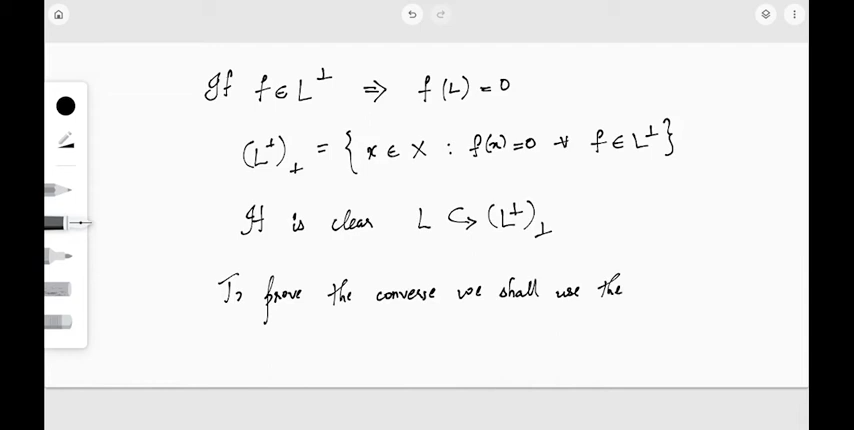 If f ∈ L^⊥ ⇒ f(L) = 0
(L^⊥)_⊥ = { x ∈ X : f(x) = 0 ∀ f ∈ L^⊥ }
It is clear L ↪ (L^⊥)_⊥
To prove the converse we shall use the